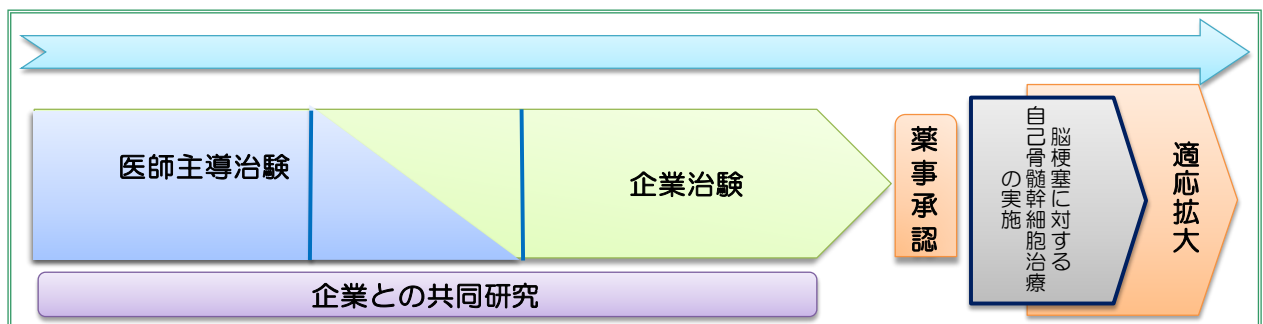 医師主導治験
企業治験
企業との共同研究
薬事承認
脳梗塞に対する
自己骨髄幹細胞治療
の実施
適応拡大